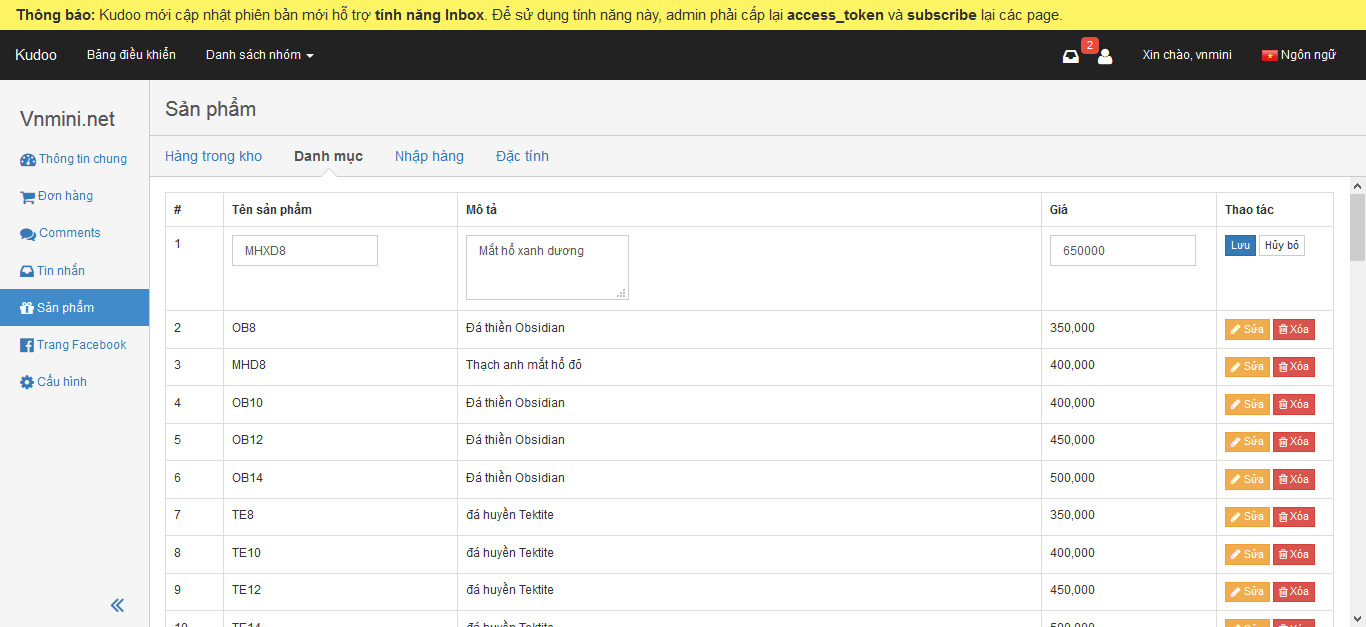 Thông báo: Kudoo mới cập nhật phiên bản mới hỗ trợ tính năng Inbox. Để sử dụng tính năng này, admin phải cấp lại access_token và subscribe lại các page.
Kudoo Bảng điều khiển Danh sách nhóm 2 Xin chào, vnmini Ngôn ngữ
Vnmini.net
Thông tin chung
Đơn hàng
Comments
Tin nhắn
Sản phẩm
Trang Facebook
Cấu hình
Sản phẩm
Hàng trong kho Danh mục Nhập hàng Đặc tính
# Tên sản phẩm Mô tả Giá Thao tác
1 MHXD8 Mắt hổ xanh dương 650000 Lưu Hủy bỏ
2 OB8 Đá thiền Obsidian 350,000 Sửa Xóa
3 MHD8 Thạch anh mắt hổ đỏ 400,000 Sửa Xóa
4 OB10 Đá thiền Obsidian 400,000 Sửa Xóa
5 OB12 Đá thiền Obsidian 450,000 Sửa Xóa
6 OB14 Đá thiền Obsidian 500,000 Sửa Xóa
7 TE8 đá huyền Tektite 350,000 Sửa Xóa
8 TE10 đá huyền Tektite 400,000 Sửa Xóa
9 TE12 đá huyền Tektite 450,000 Sửa Xóa
10 TE14 đá huyền Tektite 500,000